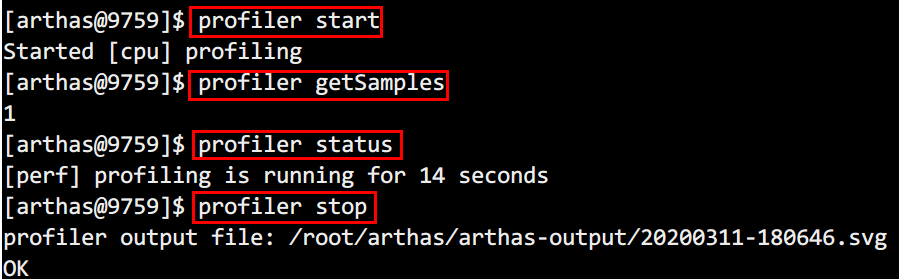 [arthas@9759]$ profiler start
Started [cpu] profiling
[arthas@9759]$ profiler getSamples
1
[arthas@9759]$ profiler status
[perf] profiling is running for 14 seconds
[arthas@9759]$ profiler stop
profiler output file: /root/arthas/arthas-output/20200311-180646.svg
OK